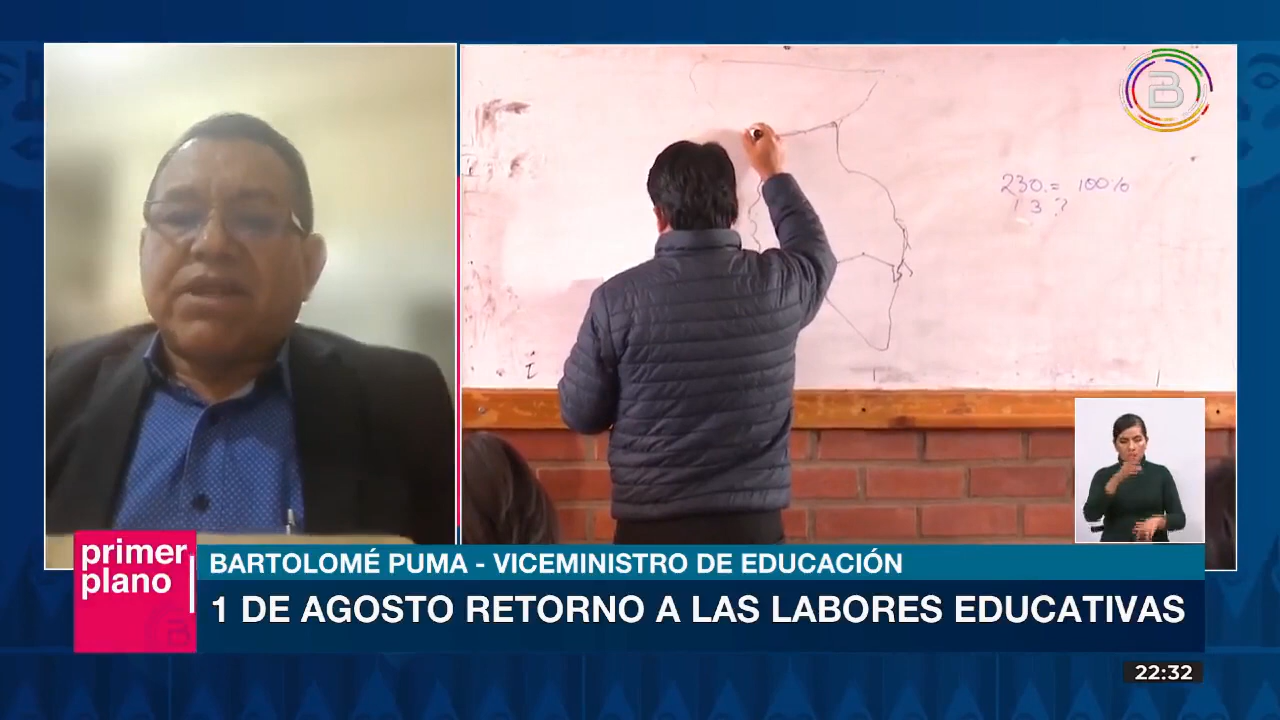 B
230.= 100%
13?
primer
plano
BARTOLOMÉ PUMA - VICEMINISTRO DE EDUCACIÓN
1 DE AGOSTO RETORNO A LAS LABORES EDUCATIVAS
22:32